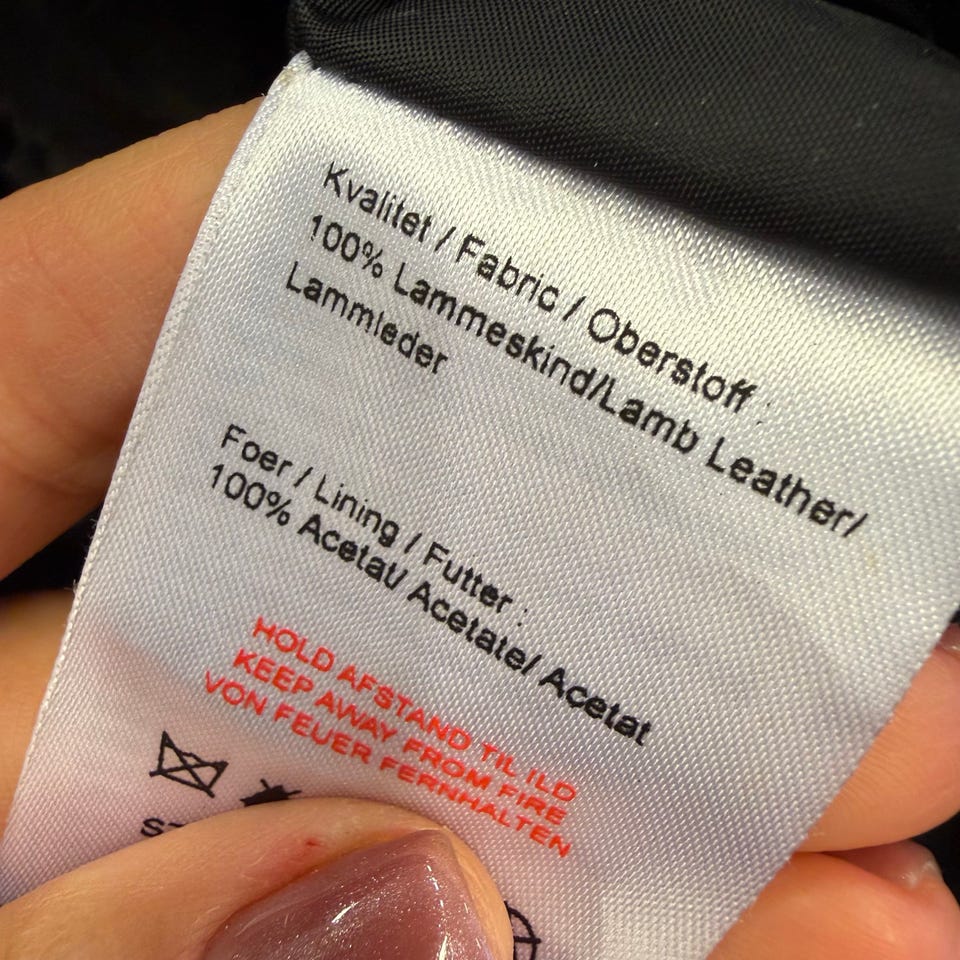 Kvalitet / Fabric / Oberstoff :
100% Lammeskind/Lamb Leather/
Lammleder
Foer / Lining / Futter :
100% Acetat/ Acetate/ Acetat
HOLD AFSTAND TIL ILD
KEEP AWAY FROM FIRE
VON FEUER FERNHALTEN